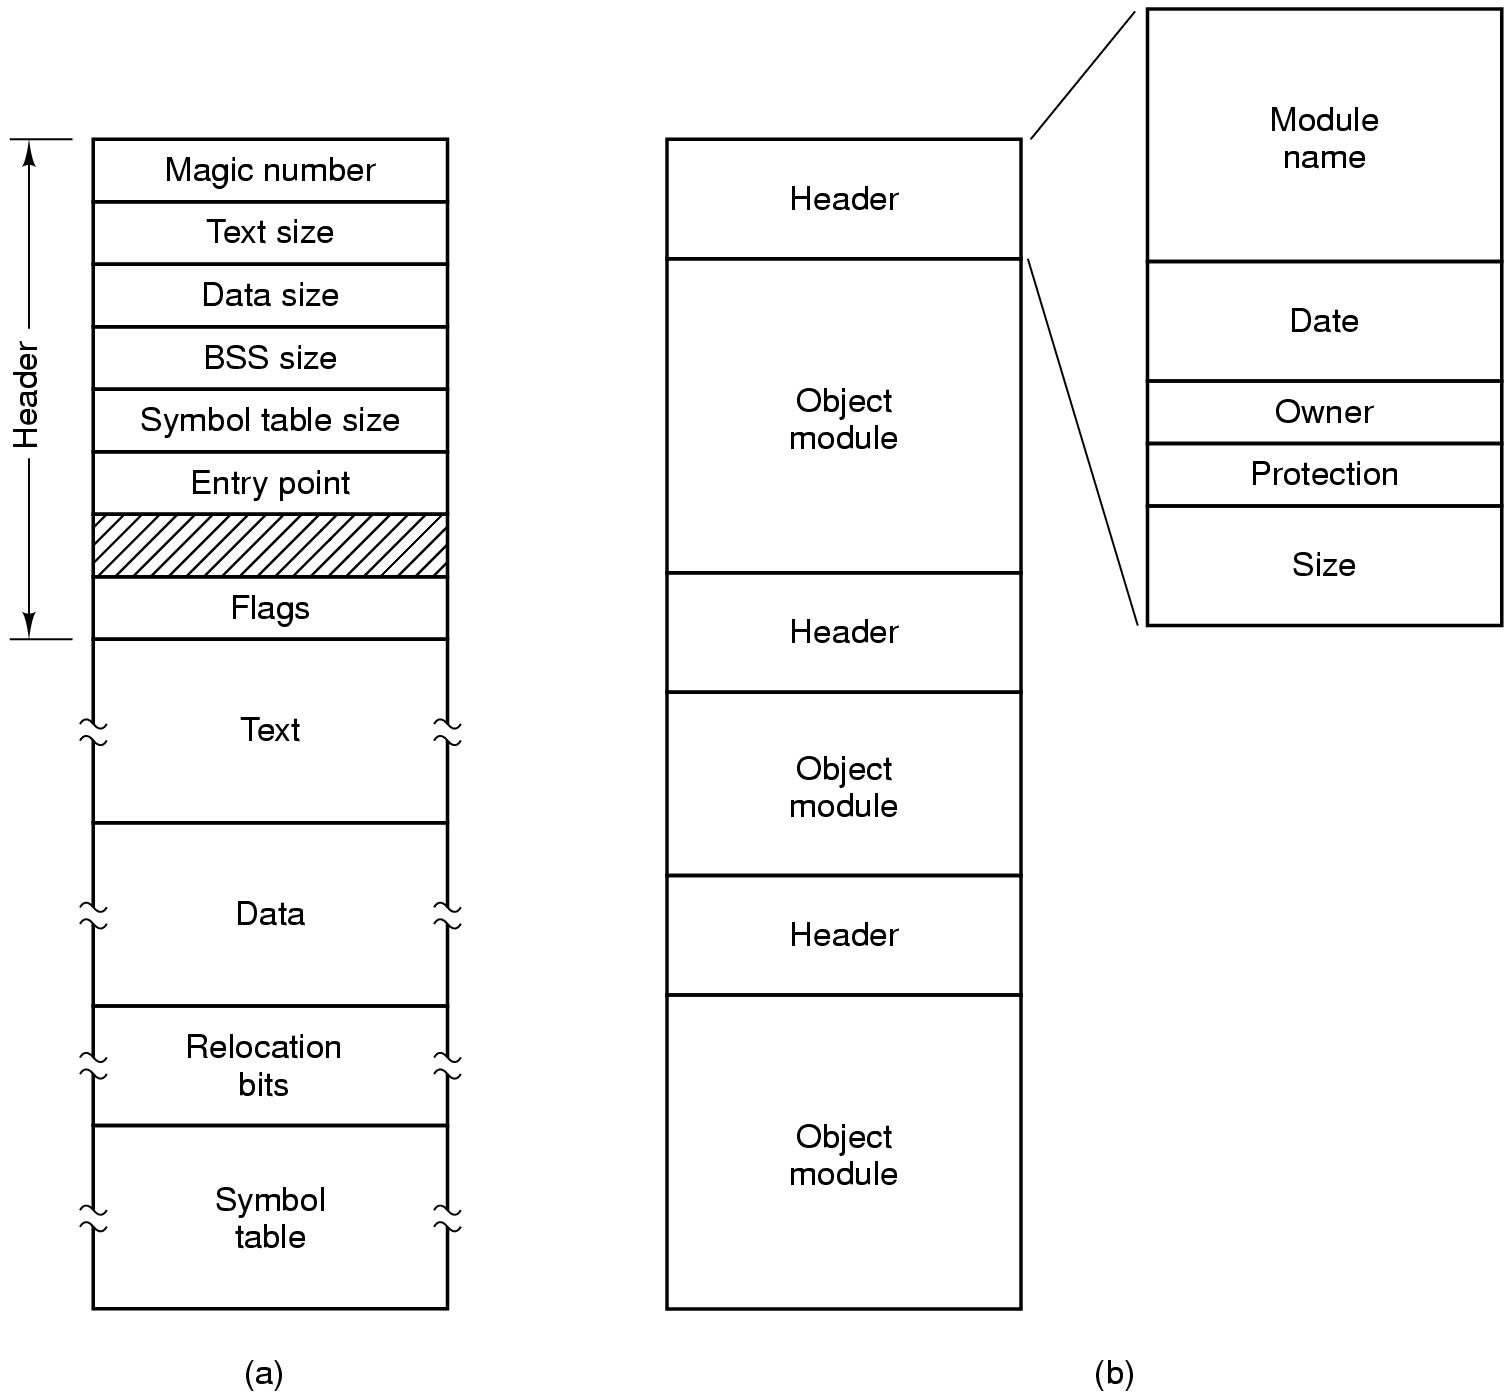 Header
Magic number
Text size
Data size
BSS size
Symbol table size
Entry point
Flags
Text
Data
Relocation
bits
Symbol
table
(a)
Header
Object
module
Header
Object
module
Header
Object
module
Module
name
Date
Owner
Protection
Size
(b)